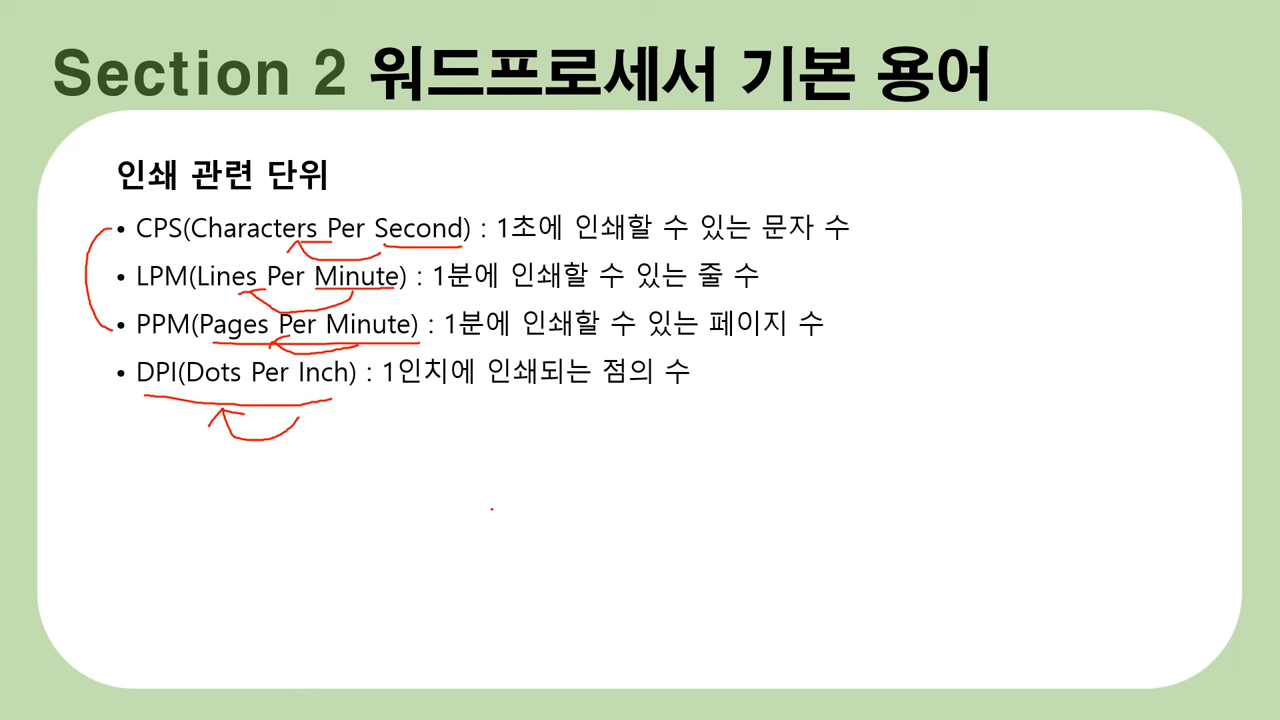 Section 2 워드프로세서 기본 용어
인쇄 관련 단위
• CPS(Characters Per Second) : 1초에 인쇄할 수 있는 문자 수
• LPM(Lines Per Minute) : 1분에 인쇄할 수 있는 줄 수
• PPM(Pages Per Minute) : 1분에 인쇄할 수 있는 페이지 수
• DPI(Dots Per Inch) : 1인치에 인쇄되는 점의 수